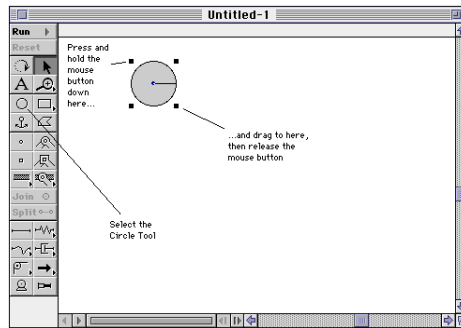 Untitled-1
Run
Reset
Press and
hold the
mouse
button
down
here...
A
...and drag to here,
then release the
mouse button
Join
Split
Select the
Circle Tool